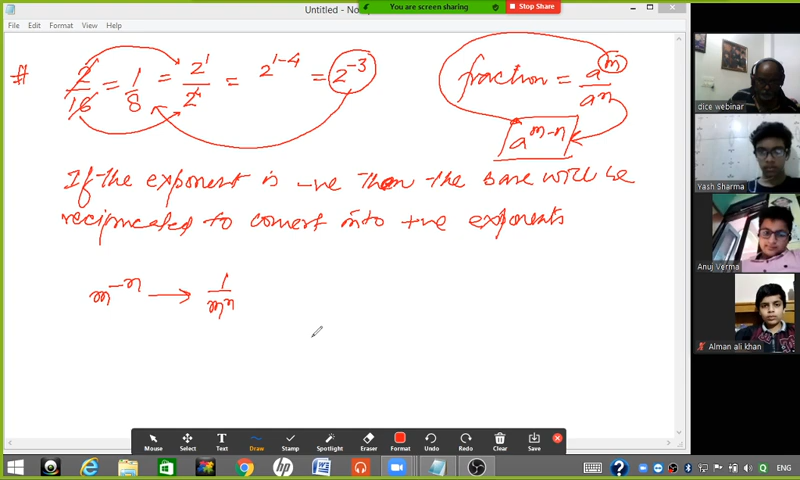 Untitled - No
You are screen sharing
Stop Share
File Edit Format View Help
# 2/16 = 1/8 = 2^1/2^4 = 2^1-4 = 2^-3
fraction = a^m/a^n
a^m-n
If the exponent is -ve then the base will be
reciprocated to convert into +ve exponents
m^-n → 1/m^n
dice webinar
Yash Sharma
Anuj Verma
Alman ali khan
Mouse Select Text Draw Stamp Spotlight Eraser Format Undo Redo Clear Save
hp
ENG